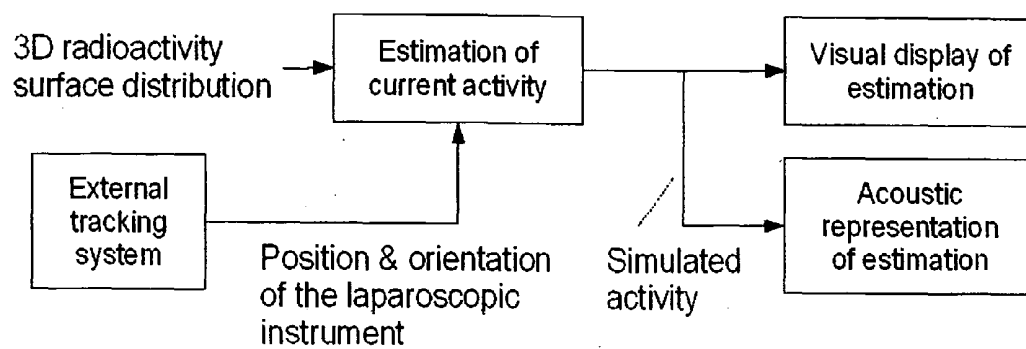 3D radioactivity
surface distribution
Estimation of
current activity
Visual display of
estimation
External
tracking
system
Position & orientation
of the laparoscopic
instrument
Simulated
activity
Acoustic
representation
of estimation